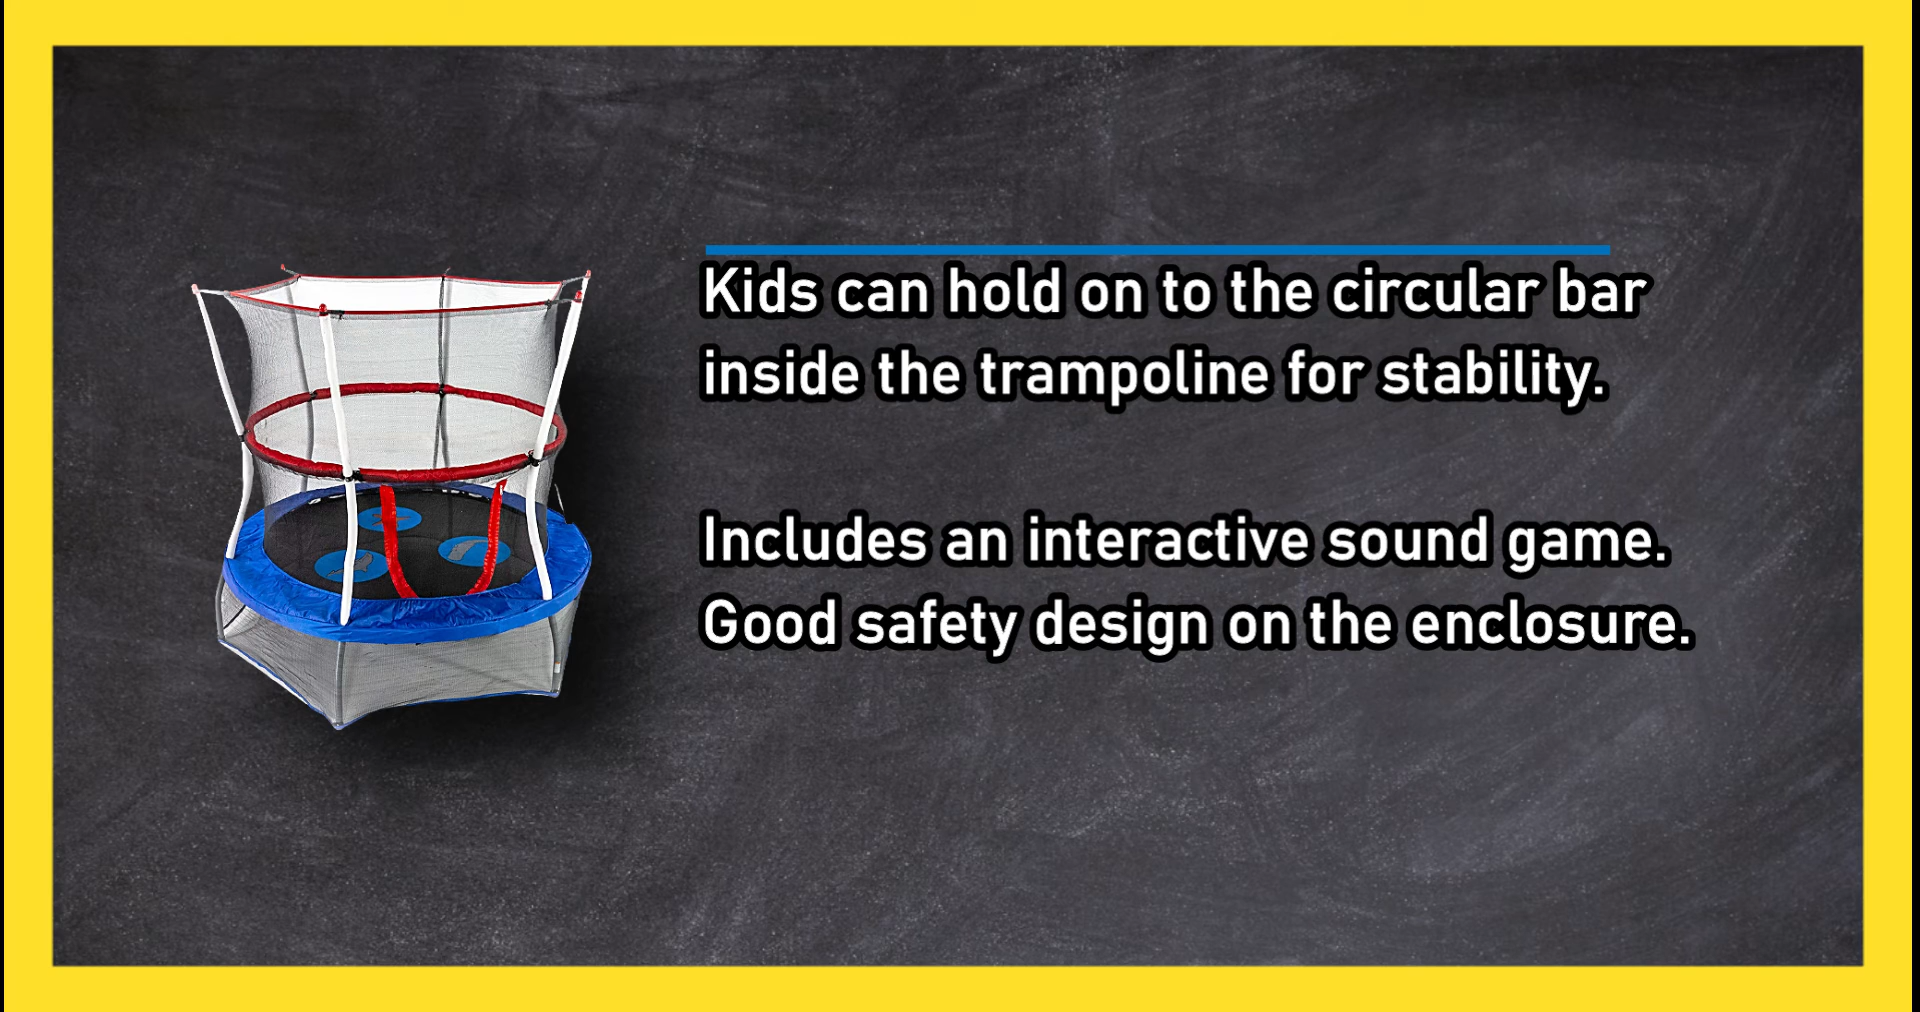 Kids can hold on to the circular bar
inside the trampoline for stability.
Includes an interactive sound game.
Good safety design on the enclosure.